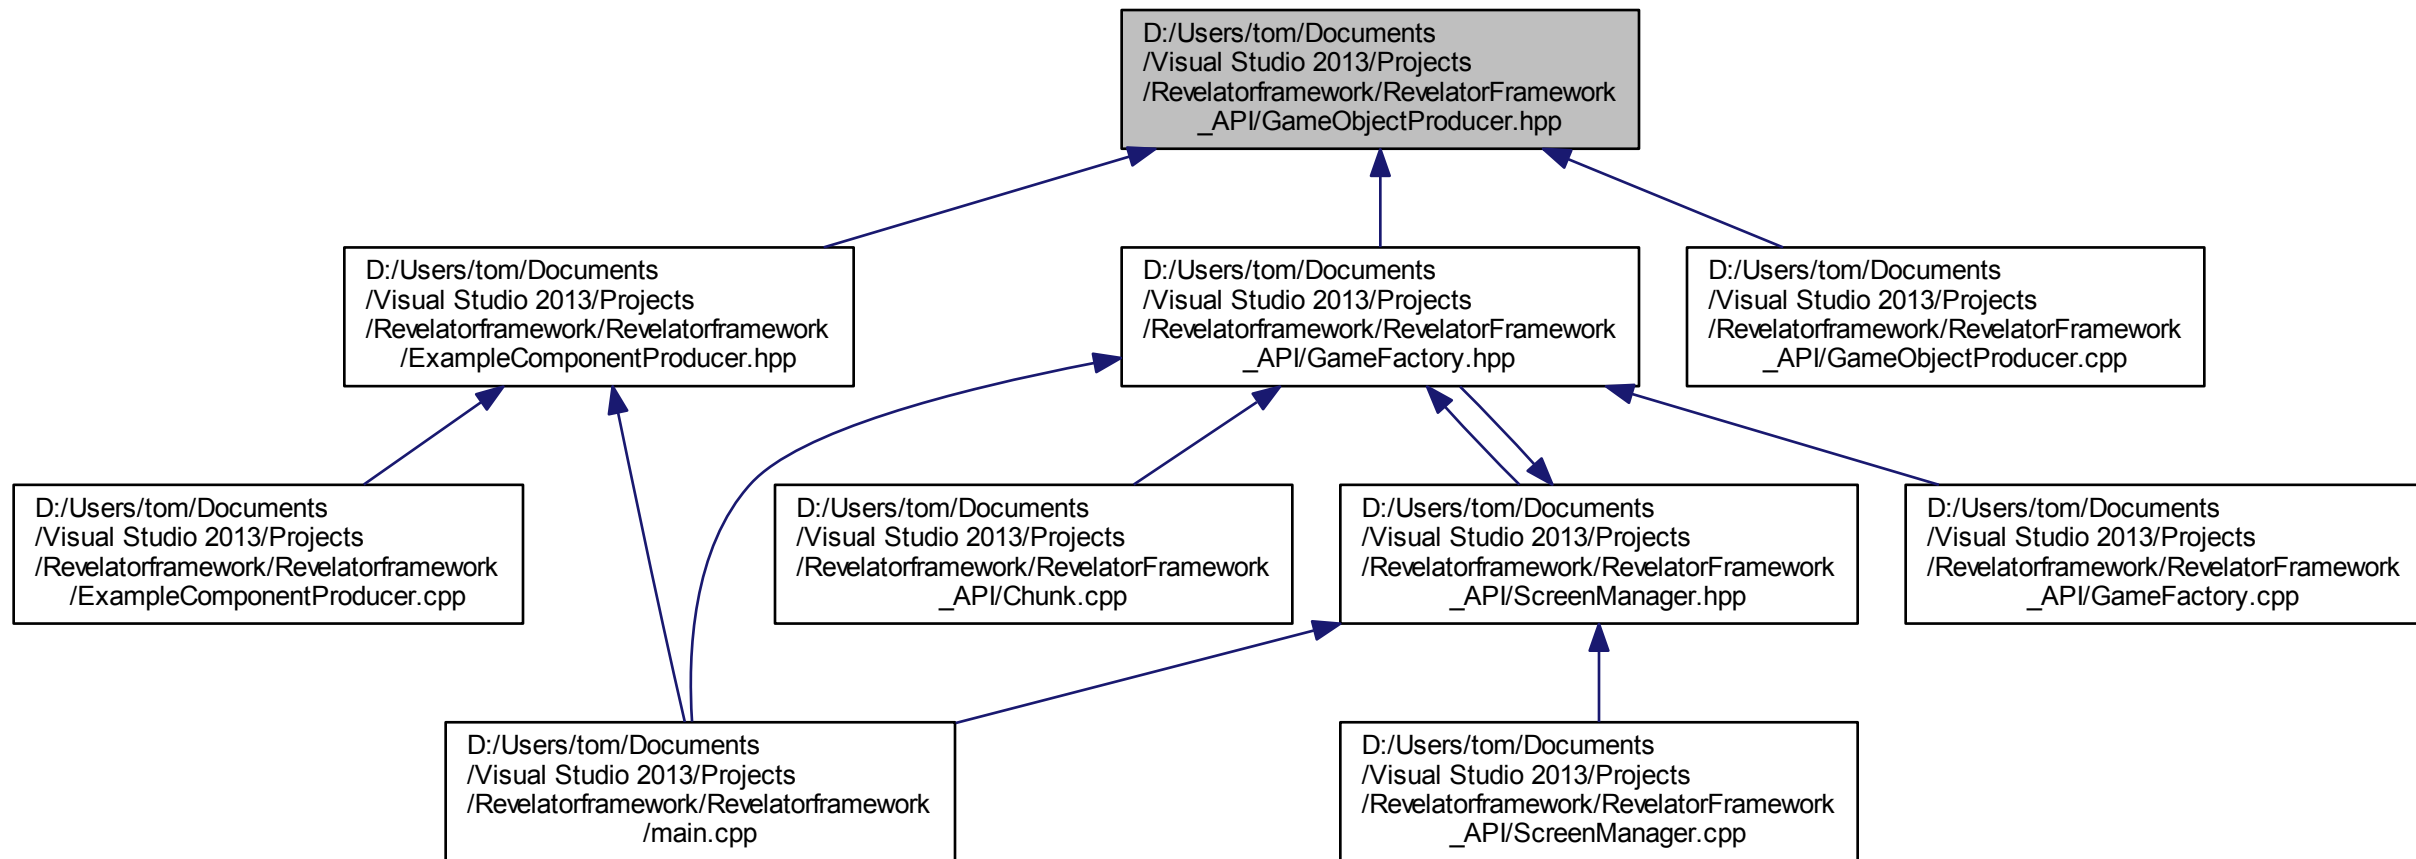 D:/Users/tom/Documents
/Visual Studio 2013/Projects
/Revelatorframework/RevelatorFramework
_API/GameObjectProducer.hpp
D:/Users/tom/Documents
/Visual Studio 2013/Projects
/Revelatorframework/Revelatorframework
/ExampleComponentProducer.hpp
D:/Users/tom/Documents
/Visual Studio 2013/Projects
/Revelatorframework/RevelatorFramework
_API/GameFactory.hpp
D:/Users/tom/Documents
/Visual Studio 2013/Projects
/Revelatorframework/RevelatorFramework
_API/GameObjectProducer.cpp
D:/Users/tom/Documents
/Visual Studio 2013/Projects
/Revelatorframework/Revelatorframework
/ExampleComponentProducer.cpp
D:/Users/tom/Documents
/Visual Studio 2013/Projects
/Revelatorframework/RevelatorFramework
_API/Chunk.cpp
D:/Users/tom/Documents
/Visual Studio 2013/Projects
/Revelatorframework/RevelatorFramework
_API/ScreenManager.hpp
D:/Users/tom/Documents
/Visual Studio 2013/Projects
/Revelatorframework/RevelatorFramework
_API/GameFactory.cpp
D:/Users/tom/Documents
/Visual Studio 2013/Projects
/Revelatorframework/Revelatorframework
/main.cpp
D:/Users/tom/Documents
/Visual Studio 2013/Projects
/Revelatorframework/RevelatorFramework
_API/ScreenManager.cpp